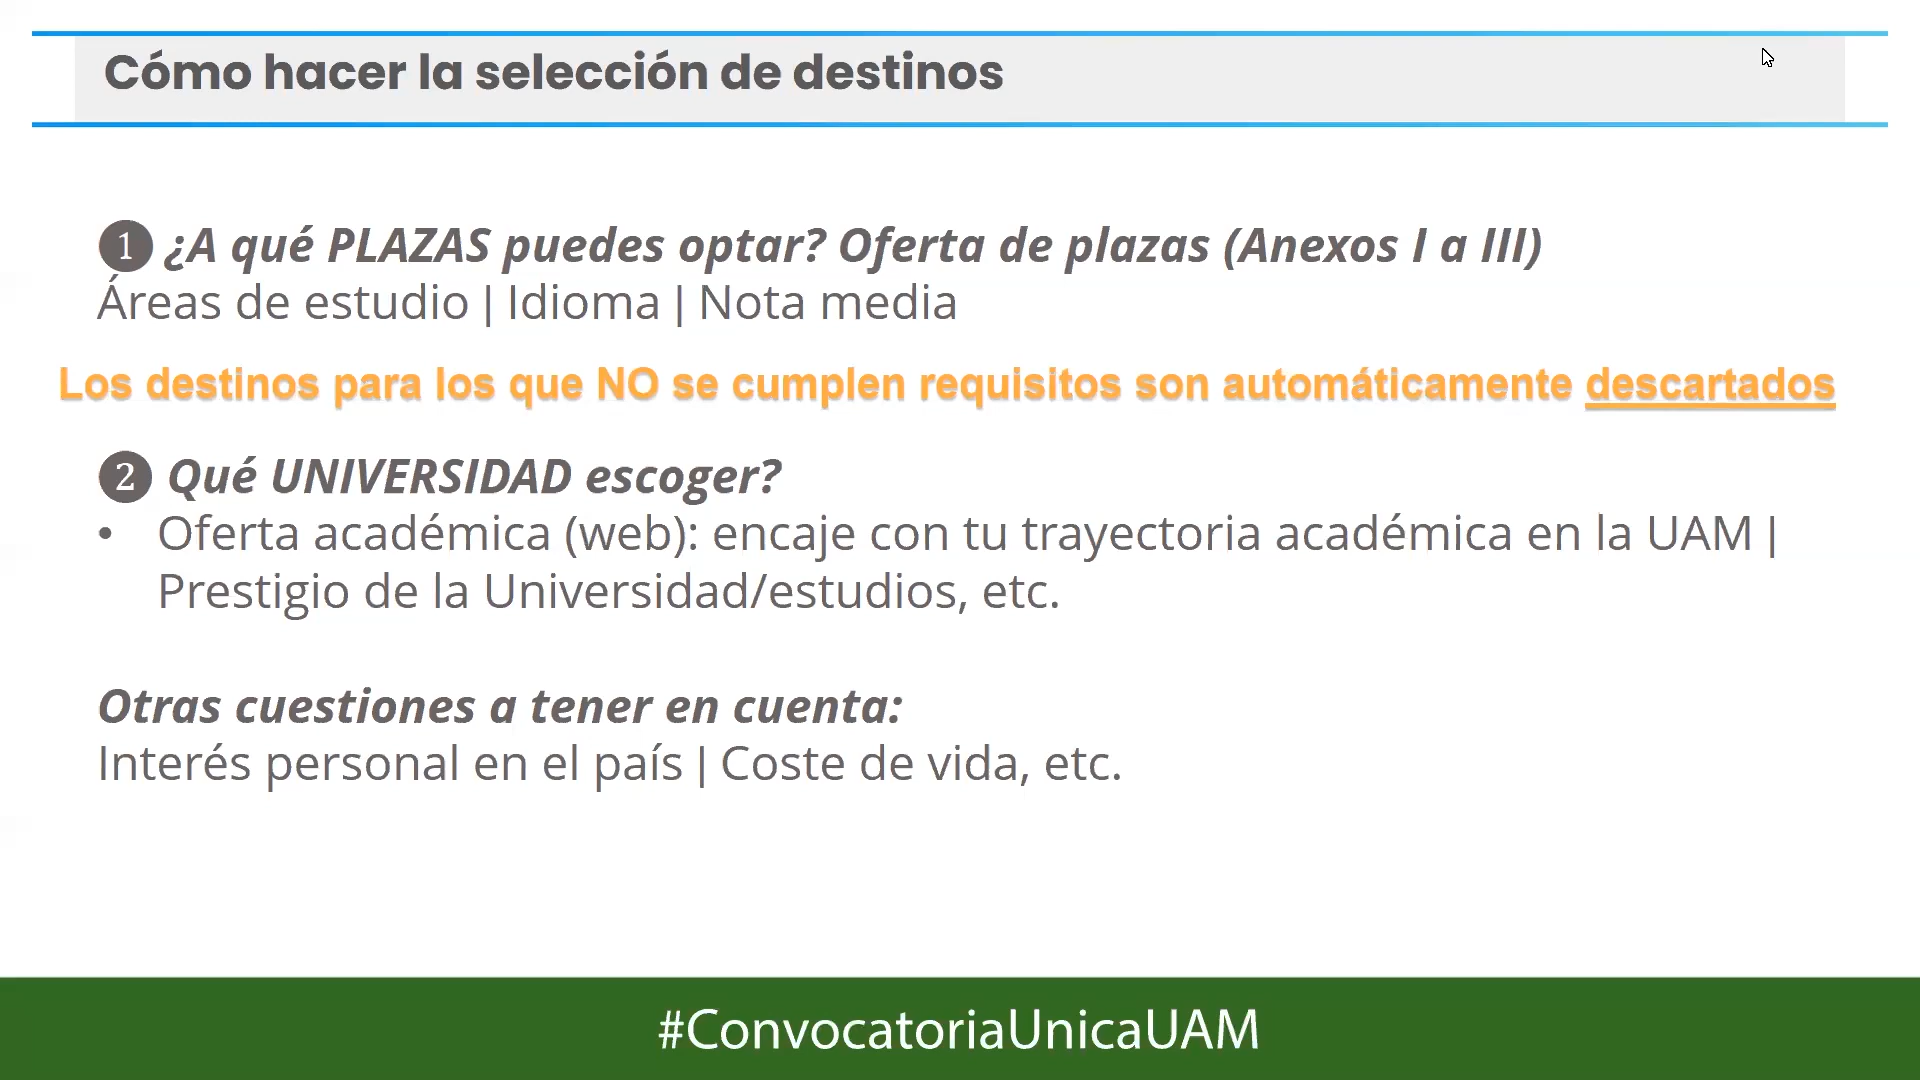 Cómo hacer la selección de destinos
❶ ¿A qué PLAZAS puedes optar? Oferta de plazas (Anexos I a III)
Áreas de estudio | Idioma | Nota media
Los destinos para los que NO se cumplen requisitos son automáticamente descartados
❷ Qué UNIVERSIDAD escoger?
• Oferta académica (web): encaje con tu trayectoria académica en la UAM |
Prestigio de la Universidad/estudios, etc.
Otras cuestiones a tener en cuenta:
Interés personal en el país | Coste de vida, etc.
#ConvocatoriaUnicaUAM